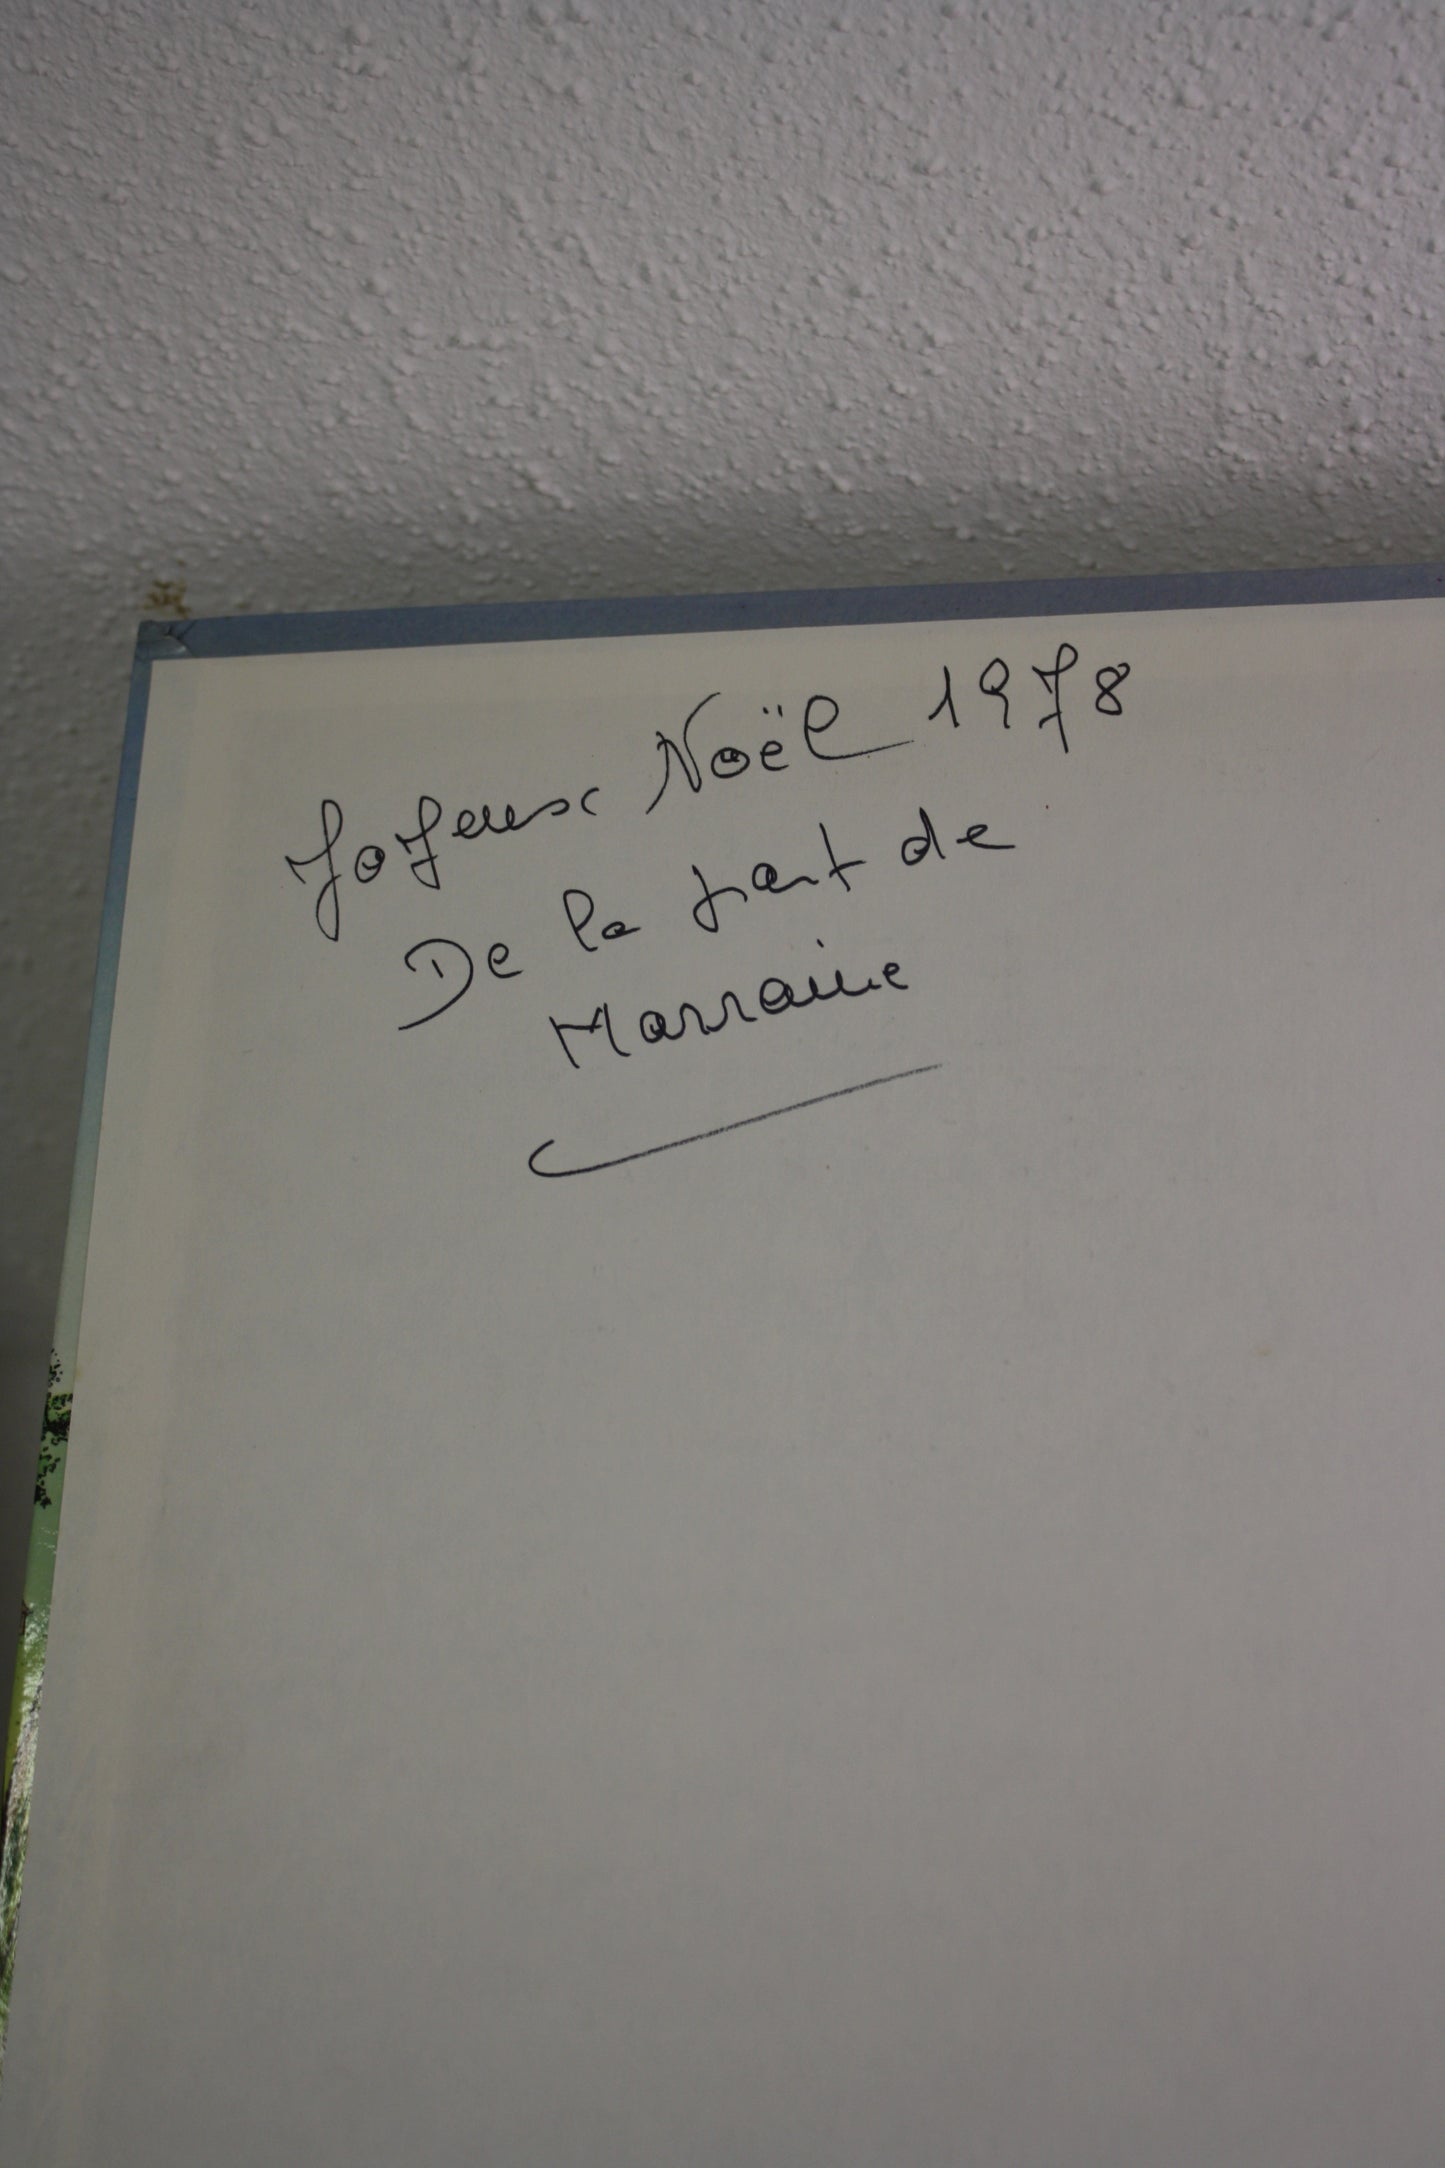 Joyeux Noël 1978
De la part de
Marraine